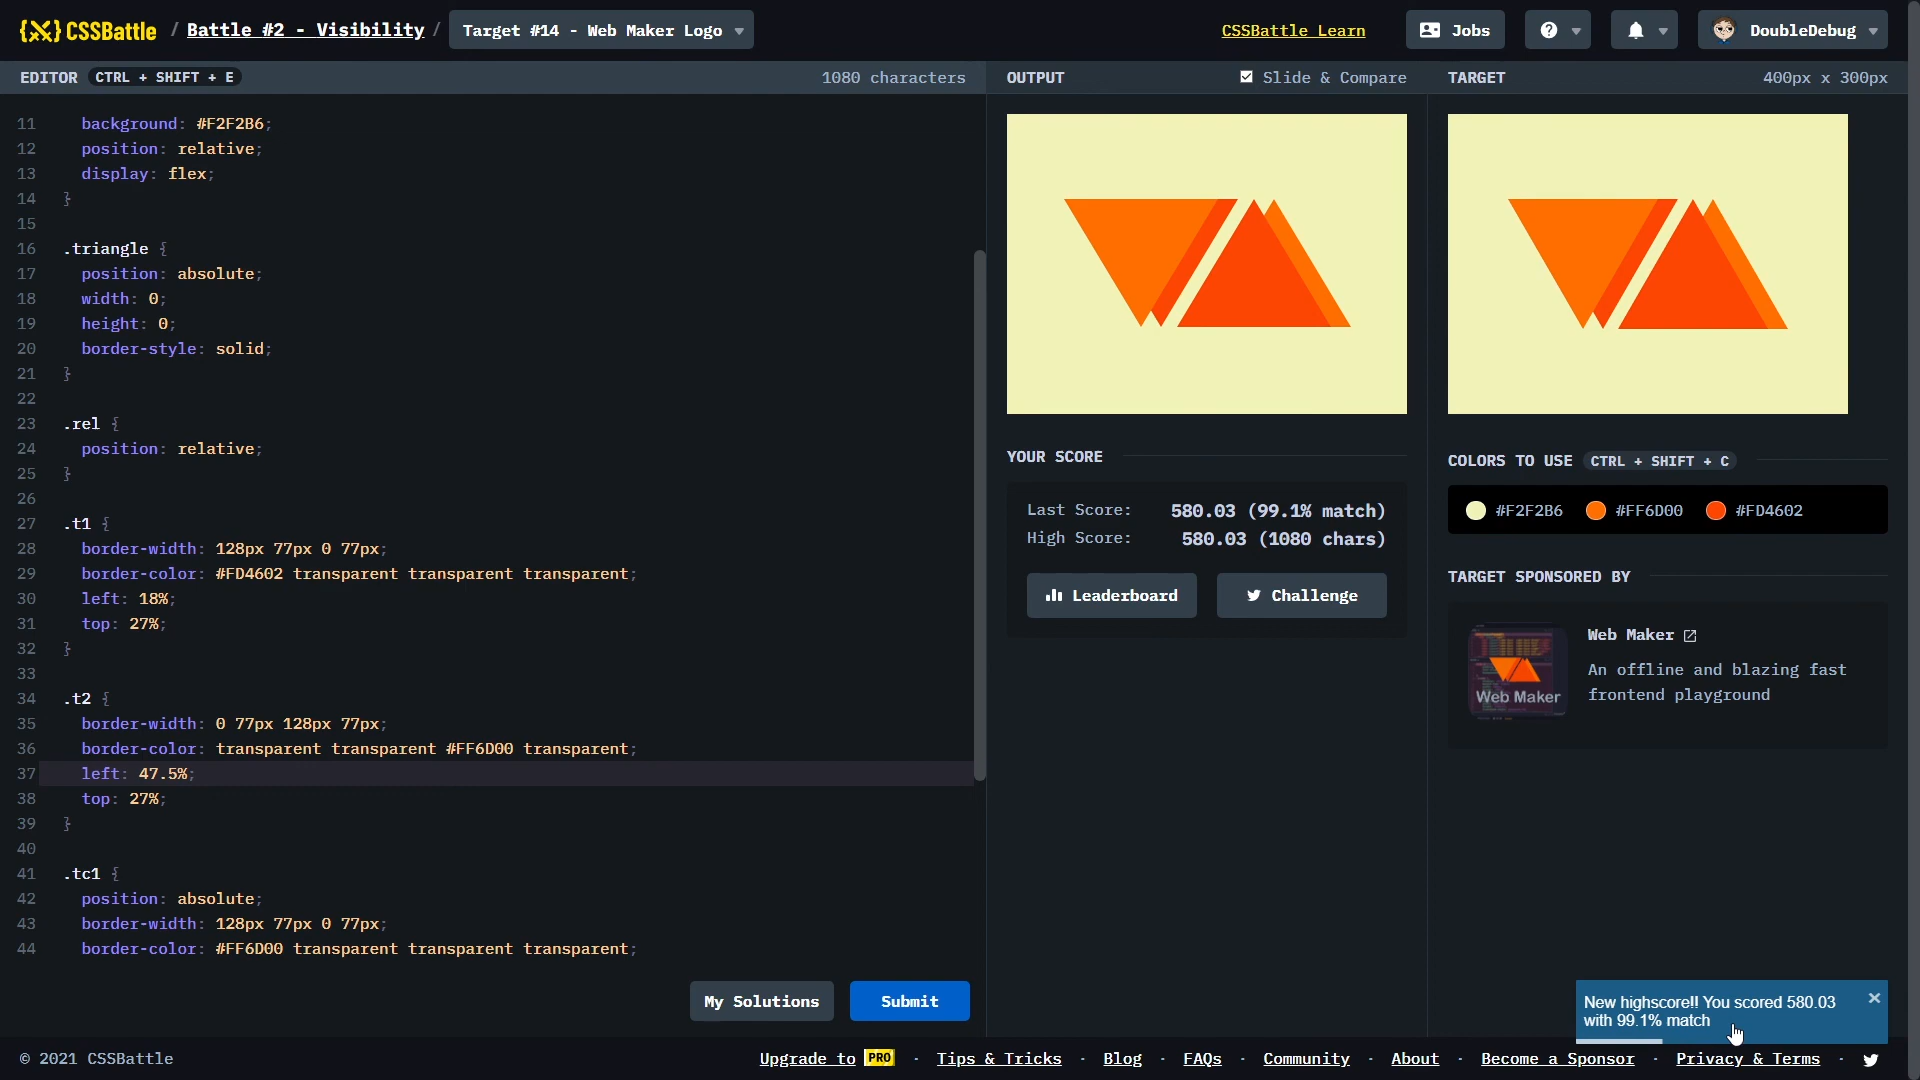 CSSBattle / Battle #2 - Visibility / Target #14 - Web Maker Logo
CSSBattle Learn
Jobs
DoubleDebug
EDITOR CTRL + SHIFT + E
1080 characters
OUTPUT
Slide & Compare
TARGET
400px x 300px
11 background: #F2F2B6;
12 position: relative;
13 display: flex;
14 }
15
16 .triangle {
17 position: absolute;
18 width: 0;
19 height: 0;
20 border-style: solid;
21 }
22
23 .rel {
24 position: relative;
25 }
26
27 .t1 {
28 border-width: 128px 77px 0 77px;
29 border-color: #FD4602 transparent transparent transparent;
30 left: 18%;
31 top: 27%;
32 }
33
34 .t2 {
35 border-width: 0 77px 128px 77px;
36 border-color: transparent transparent #FF6D00 transparent;
37 left: 47.5%;
38 top: 27%;
39 }
40
41 .tc1 {
42 position: absolute;
43 border-width: 128px 77px 0 77px;
44 border-color: #FF6D00 transparent transparent transparent;
My Solutions
Submit
YOUR SCORE
Last Score: 580.03 (99.1% match)
High Score: 580.03 (1080 chars)
Leaderboard
Challenge
COLORS TO USE CTRL + SHIFT + C
#F2F2B6 #FF6D00 #FD4602
TARGET SPONSORED BY
Web Maker
Web Maker
An offline and blazing fast
frontend playground
New highscore!! You scored 580.03
with 99.1% match
© 2021 CSSBattle
Upgrade to PRO · Tips & Tricks · Blog · FAQs · Community · About · Become a Sponsor · Privacy & Terms ·